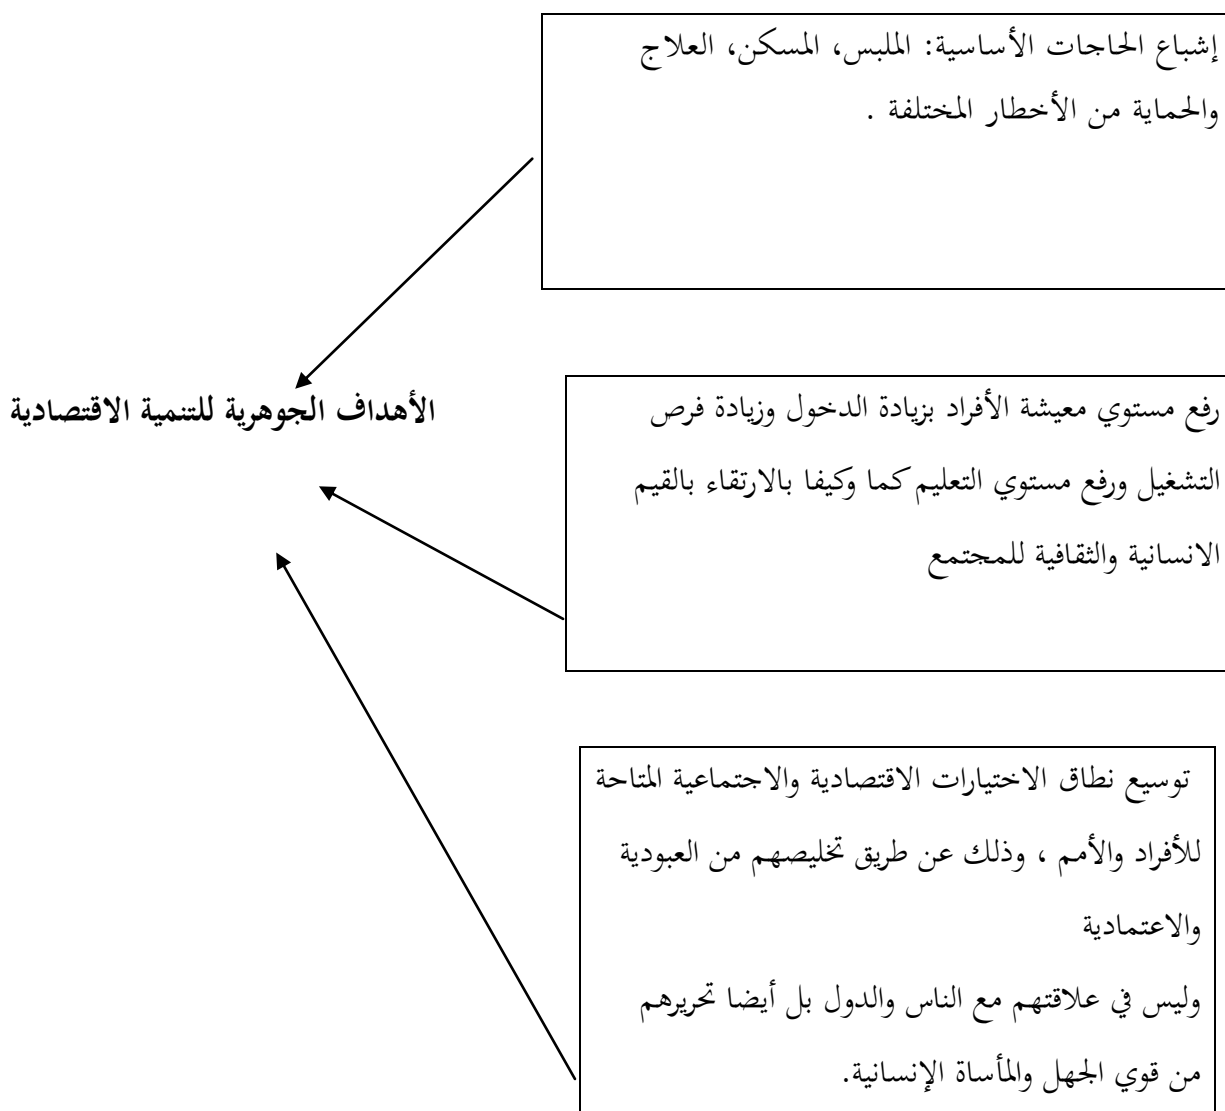 إشباع الحاجات الأساسية: الملبس، المسكن، العلاج
والحماية من الأخطار المختلفة .
الأهداف الجوهرية للتنمية الاقتصادية
رفع مستوي معيشة الأفراد بزيادة الدخول وزيادة فرص
التشغيل ورفع مستوي التعليم كما وكيفا بالارتقاء بالقيم
الانسانية والثقافية للمجتمع
توسيع نطاق الاختيارات الاقتصادية والاجتماعية المتاحة
للأفراد والأمم ، وذلك عن طريق تخليصهم من العبودية
والاعتمادية
وليس في علاقتهم مع الناس والدول بل أيضا تحريرهم
من قوي الجهل والمأساة الإنسانية.